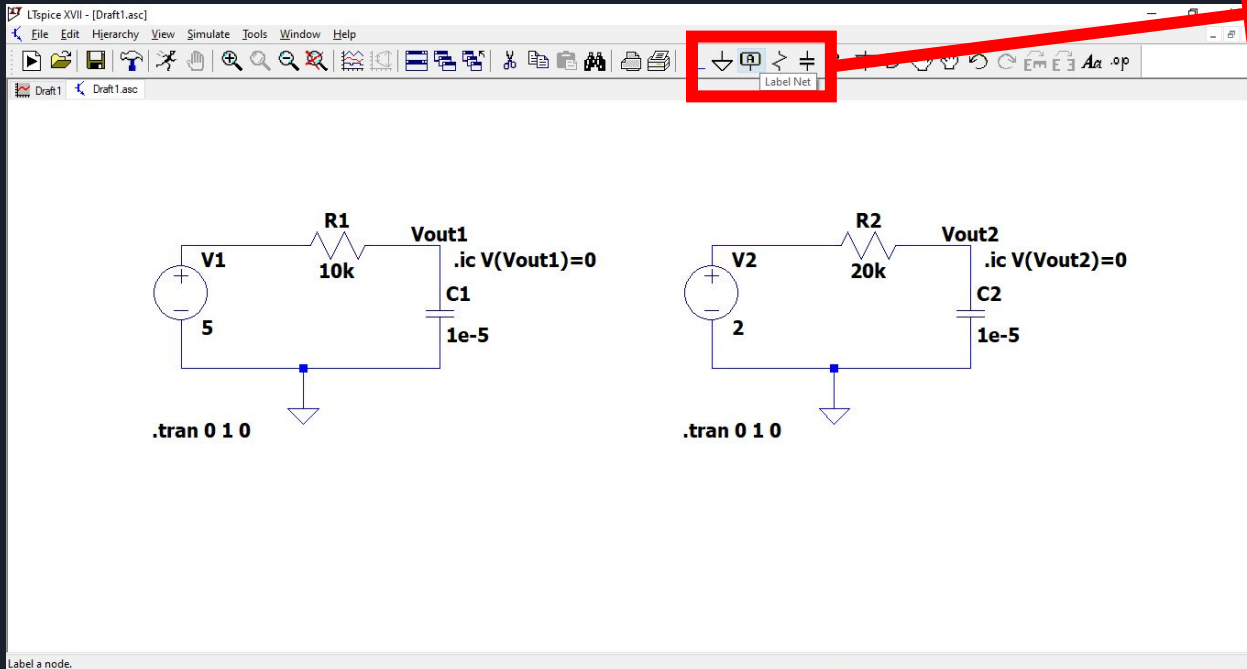 LTspice XVII - [Draft1.asc]
File Edit Hierarchy View Simulate Tools Window Help
Aa .op
Label Net
Draft1 Draft1.asc
R1
Vout1
V1
10k
.ic V(Vout1)=0
C1
5
1e-5
.tran 0 1 0
R2
Vout2
V2
20k
.ic V(Vout2)=0
C2
2
1e-5
.tran 0 1 0
Label a node.